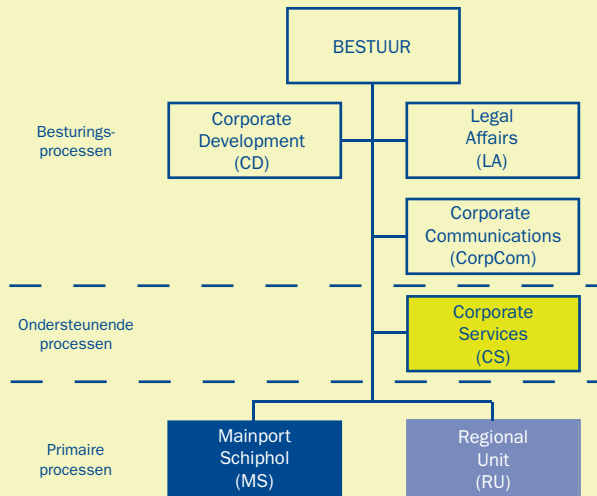 BESTUUR
Besturings-
processen
Corporate
Development
(CD)
Legal
Affairs
(LA)
Corporate
Communications
(CorpCom)
Ondersteunende
processen
Corporate
Services
(CS)
Primaire
processen
Mainport
Schiphol
(MS)
Regional
Unit
(RU)